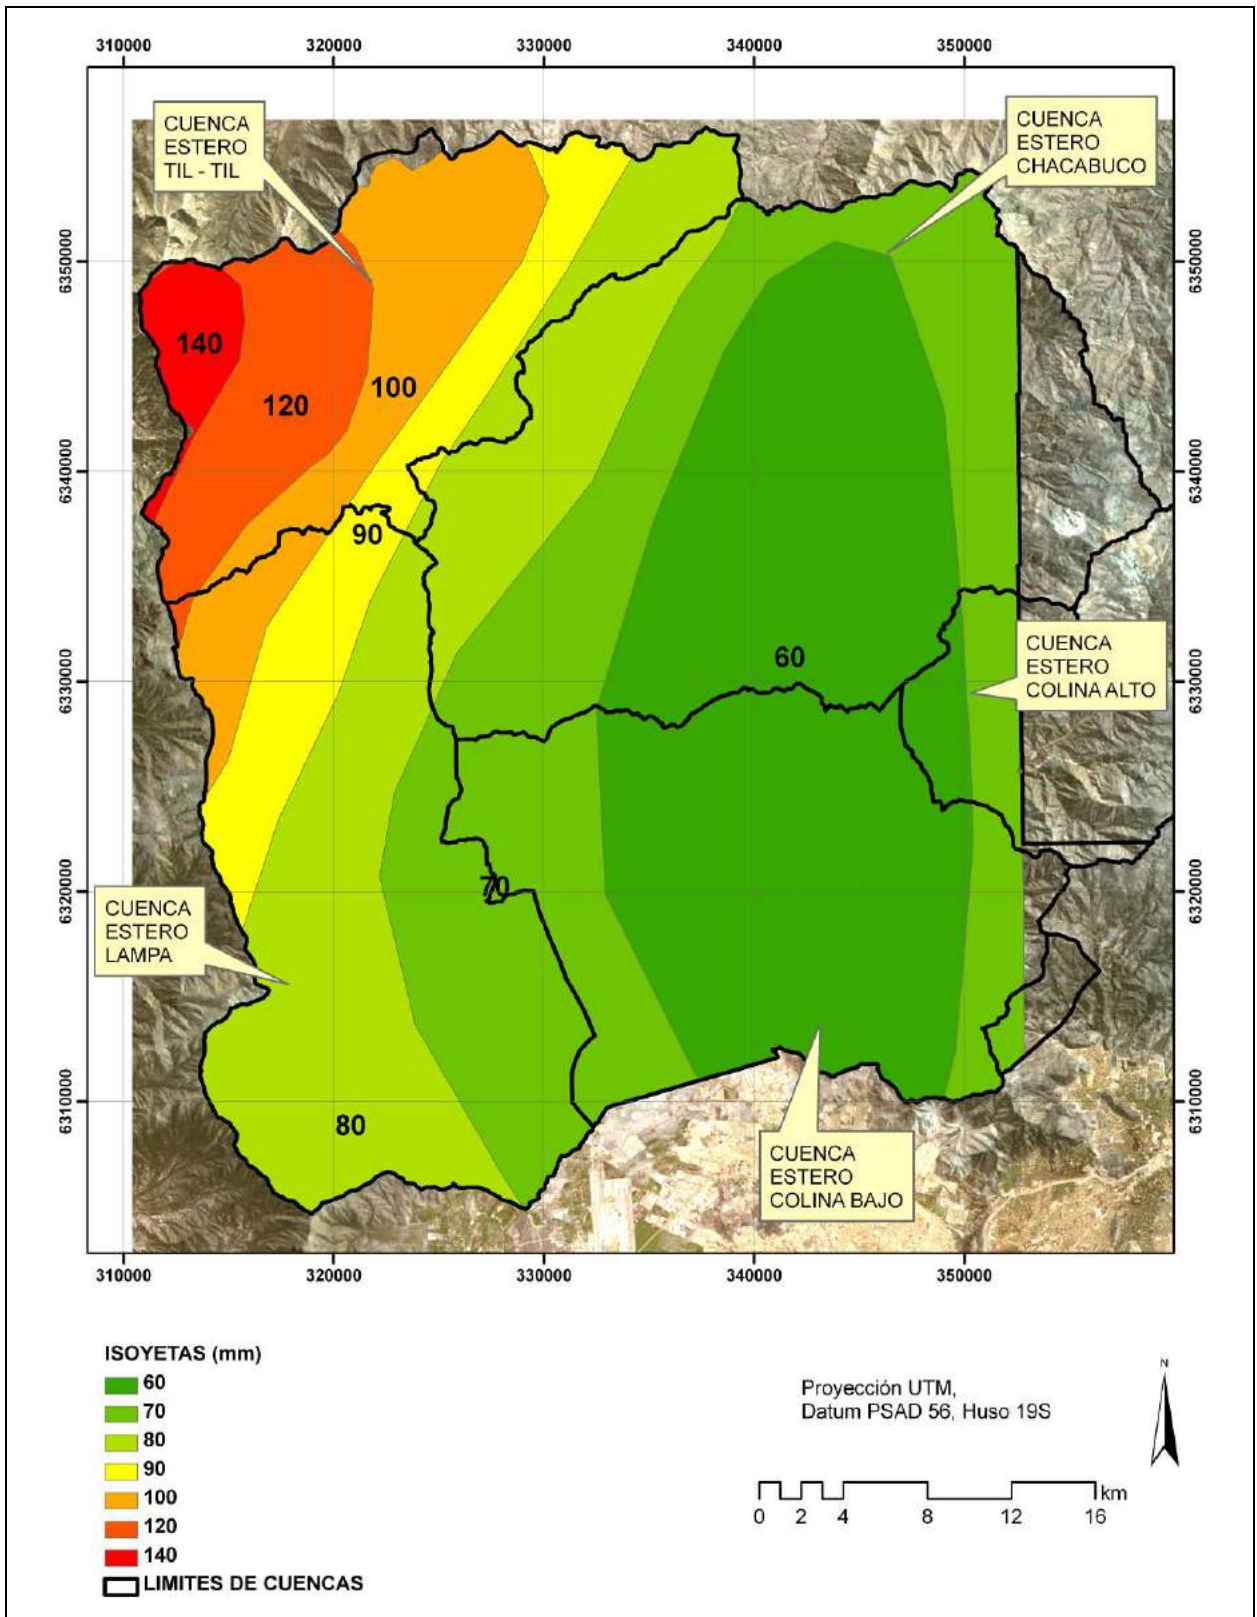 310000 320000 330000 340000 350000
CUENCA
ESTERO
TIL - TIL
CUENCA
ESTERO
CHACABUCO
6350000
6350000
140
120
100
6340000
6340000
90
60
CUENCA
ESTERO
COLINA ALTO
6330000
6330000
70
6320000
6320000
CUENCA
ESTERO
LAMPA
6310000
6310000
80
CUENCA
ESTERO
COLINA BAJO
310000 320000 330000 340000 350000
ISOYETAS (mm)
60
70
80
90
100
120
140
LIMITES DE CUENCAS
Proyección UTM,
Datum PSAD 56, Huso 19S
N
km
0 2 4 8 12 16